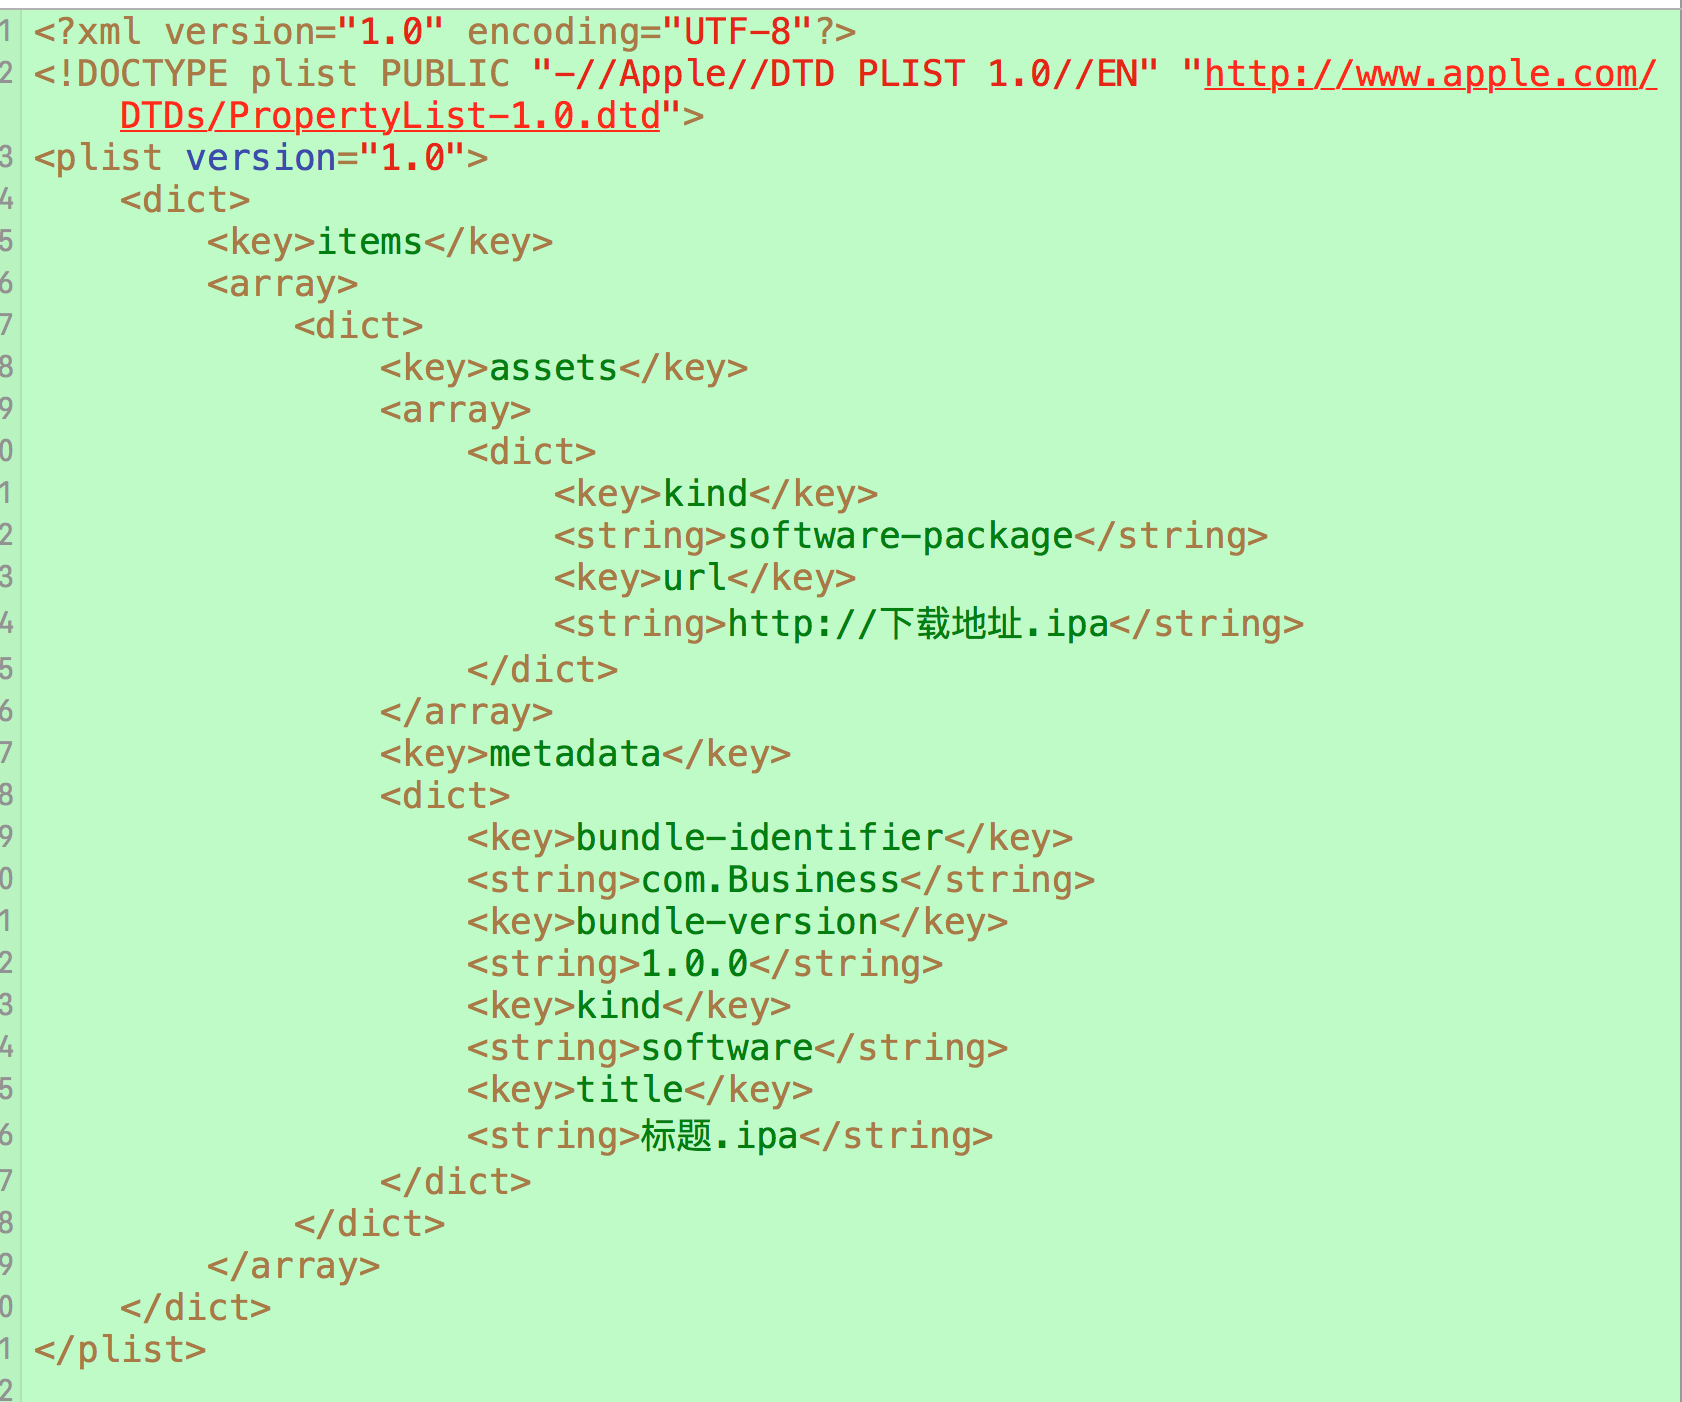 1 <?xml version="1.0" encoding="UTF-8"?>
2 <!DOCTYPE plist PUBLIC "-//Apple//DTD PLIST 1.0//EN" "http://www.apple.com/
DTDs/PropertyList-1.0.dtd">
3 <plist version="1.0">
4     <dict>
5         <key>items</key>
6         <array>
7             <dict>
8                 <key>assets</key>
9                 <array>
0                     <dict>
1                         <key>kind</key>
2                         <string>software-package</string>
3                         <key>url</key>
4                         <string>http://下载地址.ipa</string>
5                     </dict>
6                 </array>
7                 <key>metadata</key>
8                 <dict>
9                     <key>bundle-identifier</key>
0                     <string>com.Business</string>
1                     <key>bundle-version</key>
2                     <string>1.0.0</string>
3                     <key>kind</key>
4                     <string>software</string>
5                     <key>title</key>
6                     <string>标题.ipa</string>
7                 </dict>
8             </dict>
9         </array>
0     </dict>
1 </plist>
2